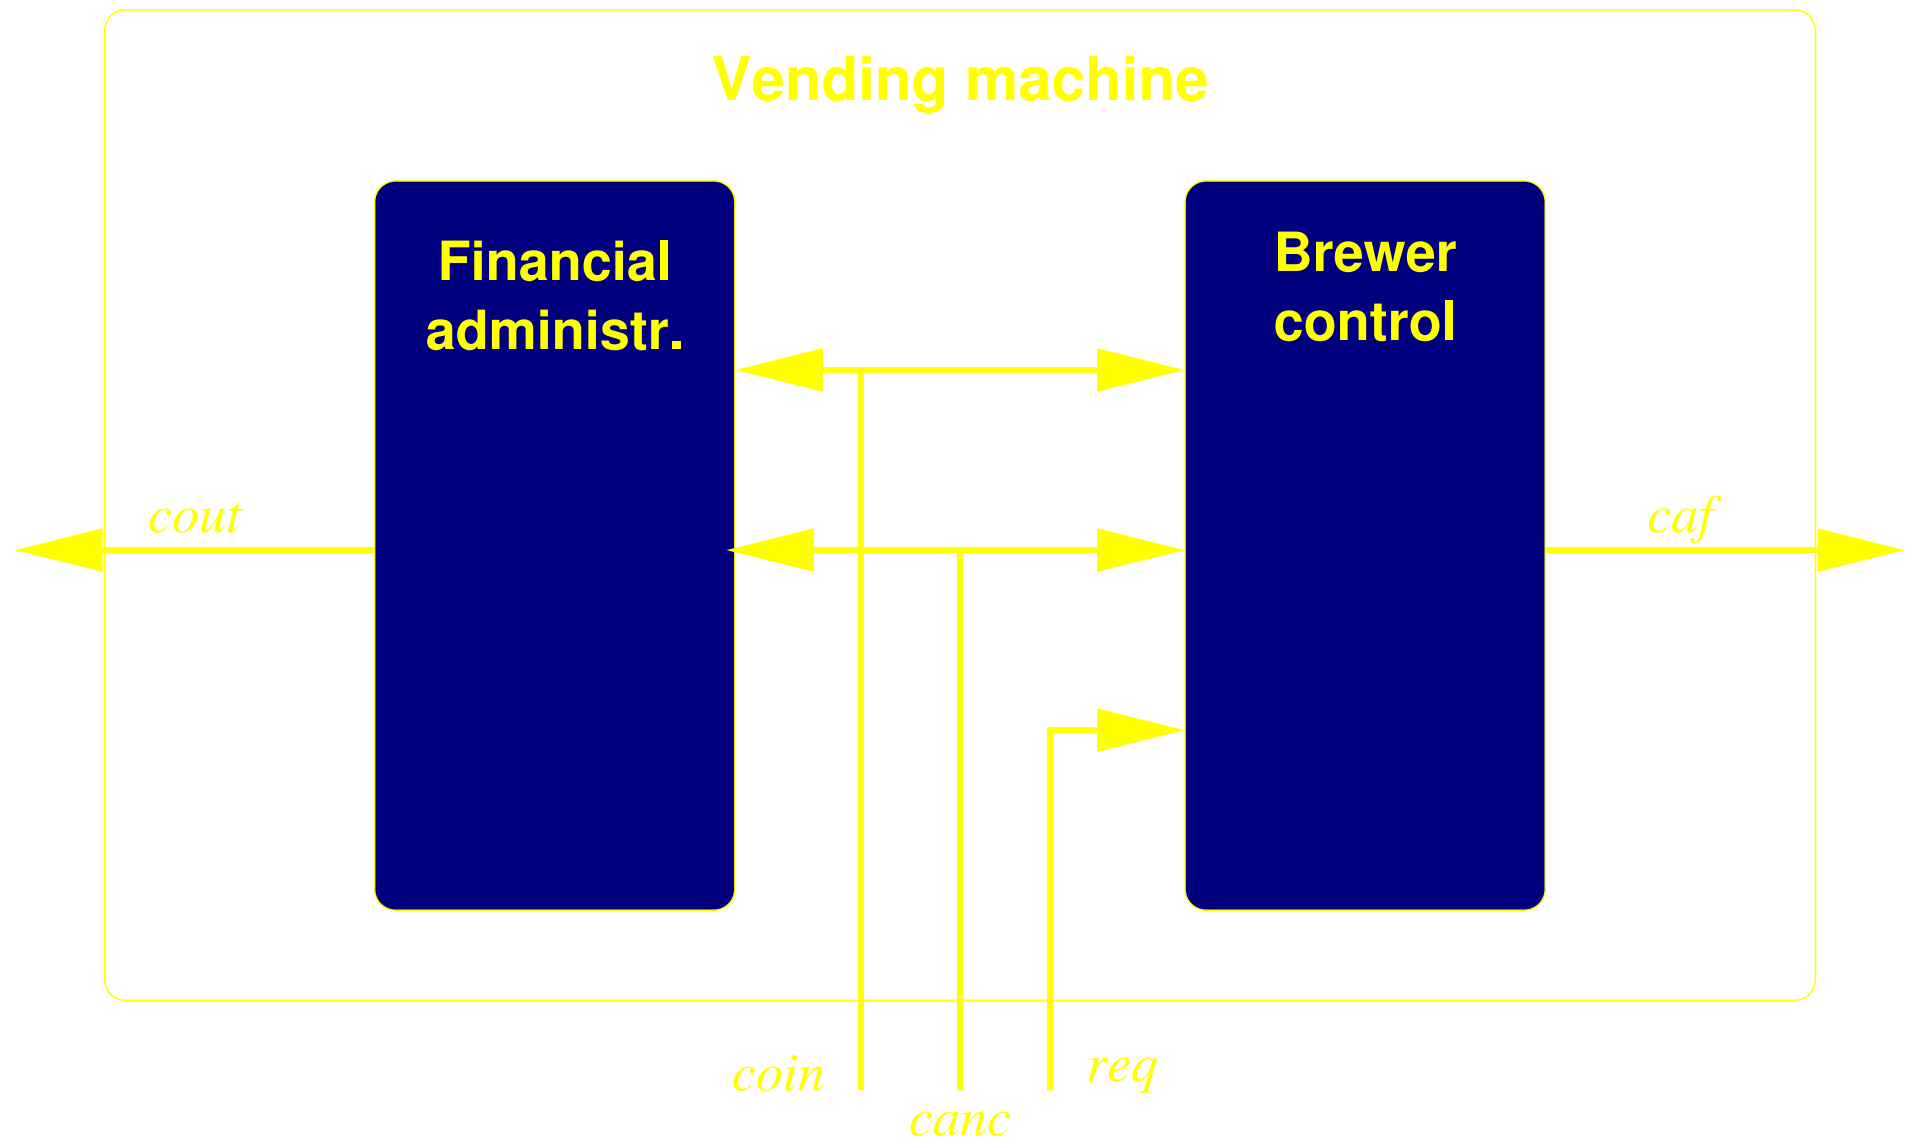 Vending machine
Financial
administr.
Brewer
control
cout
caf
coin
canc
req